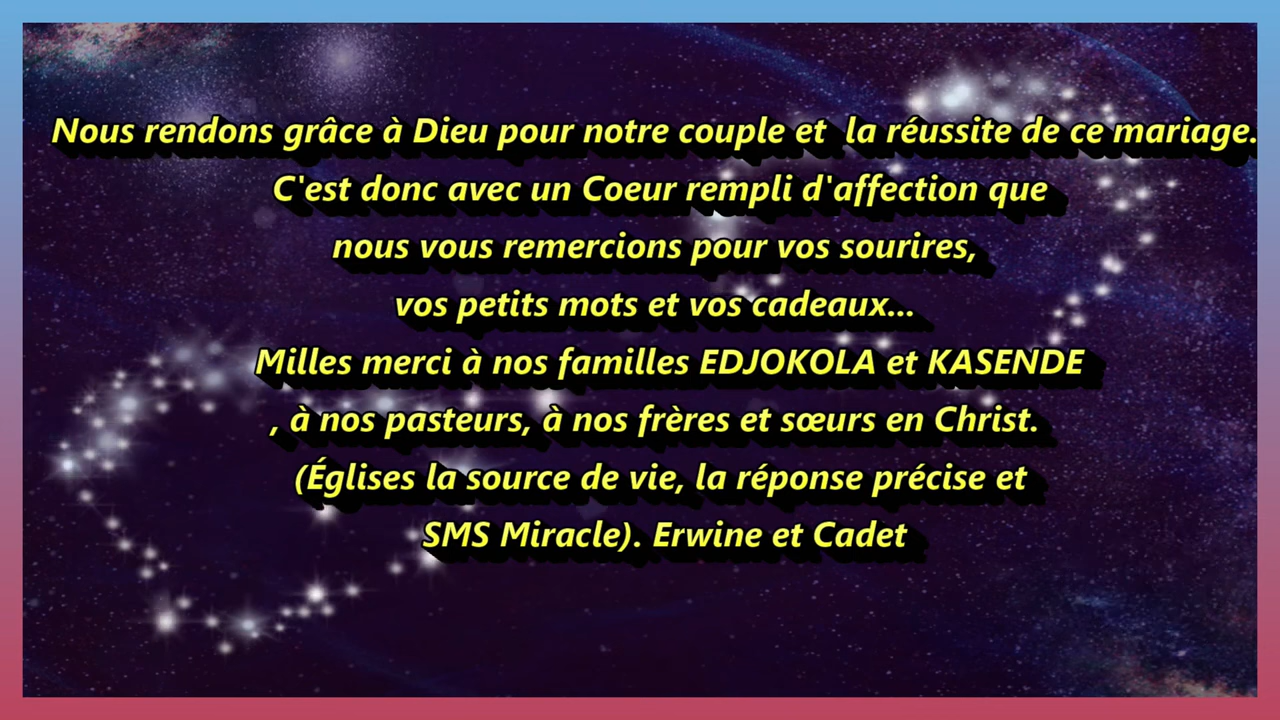 Nous rendons grâce à Dieu pour notre couple et  la réussite de ce mariage.
C'est donc avec un Coeur rempli d'affection que
nous vous remercions pour vos sourires,
vos petits mots et vos cadeaux...
Milles merci à nos familles EDJOKOLA et KASENDE
, à nos pasteurs, à nos frères et sœurs en Christ.
(Églises la source de vie, la réponse précise et
SMS Miracle). Erwine et Cadet